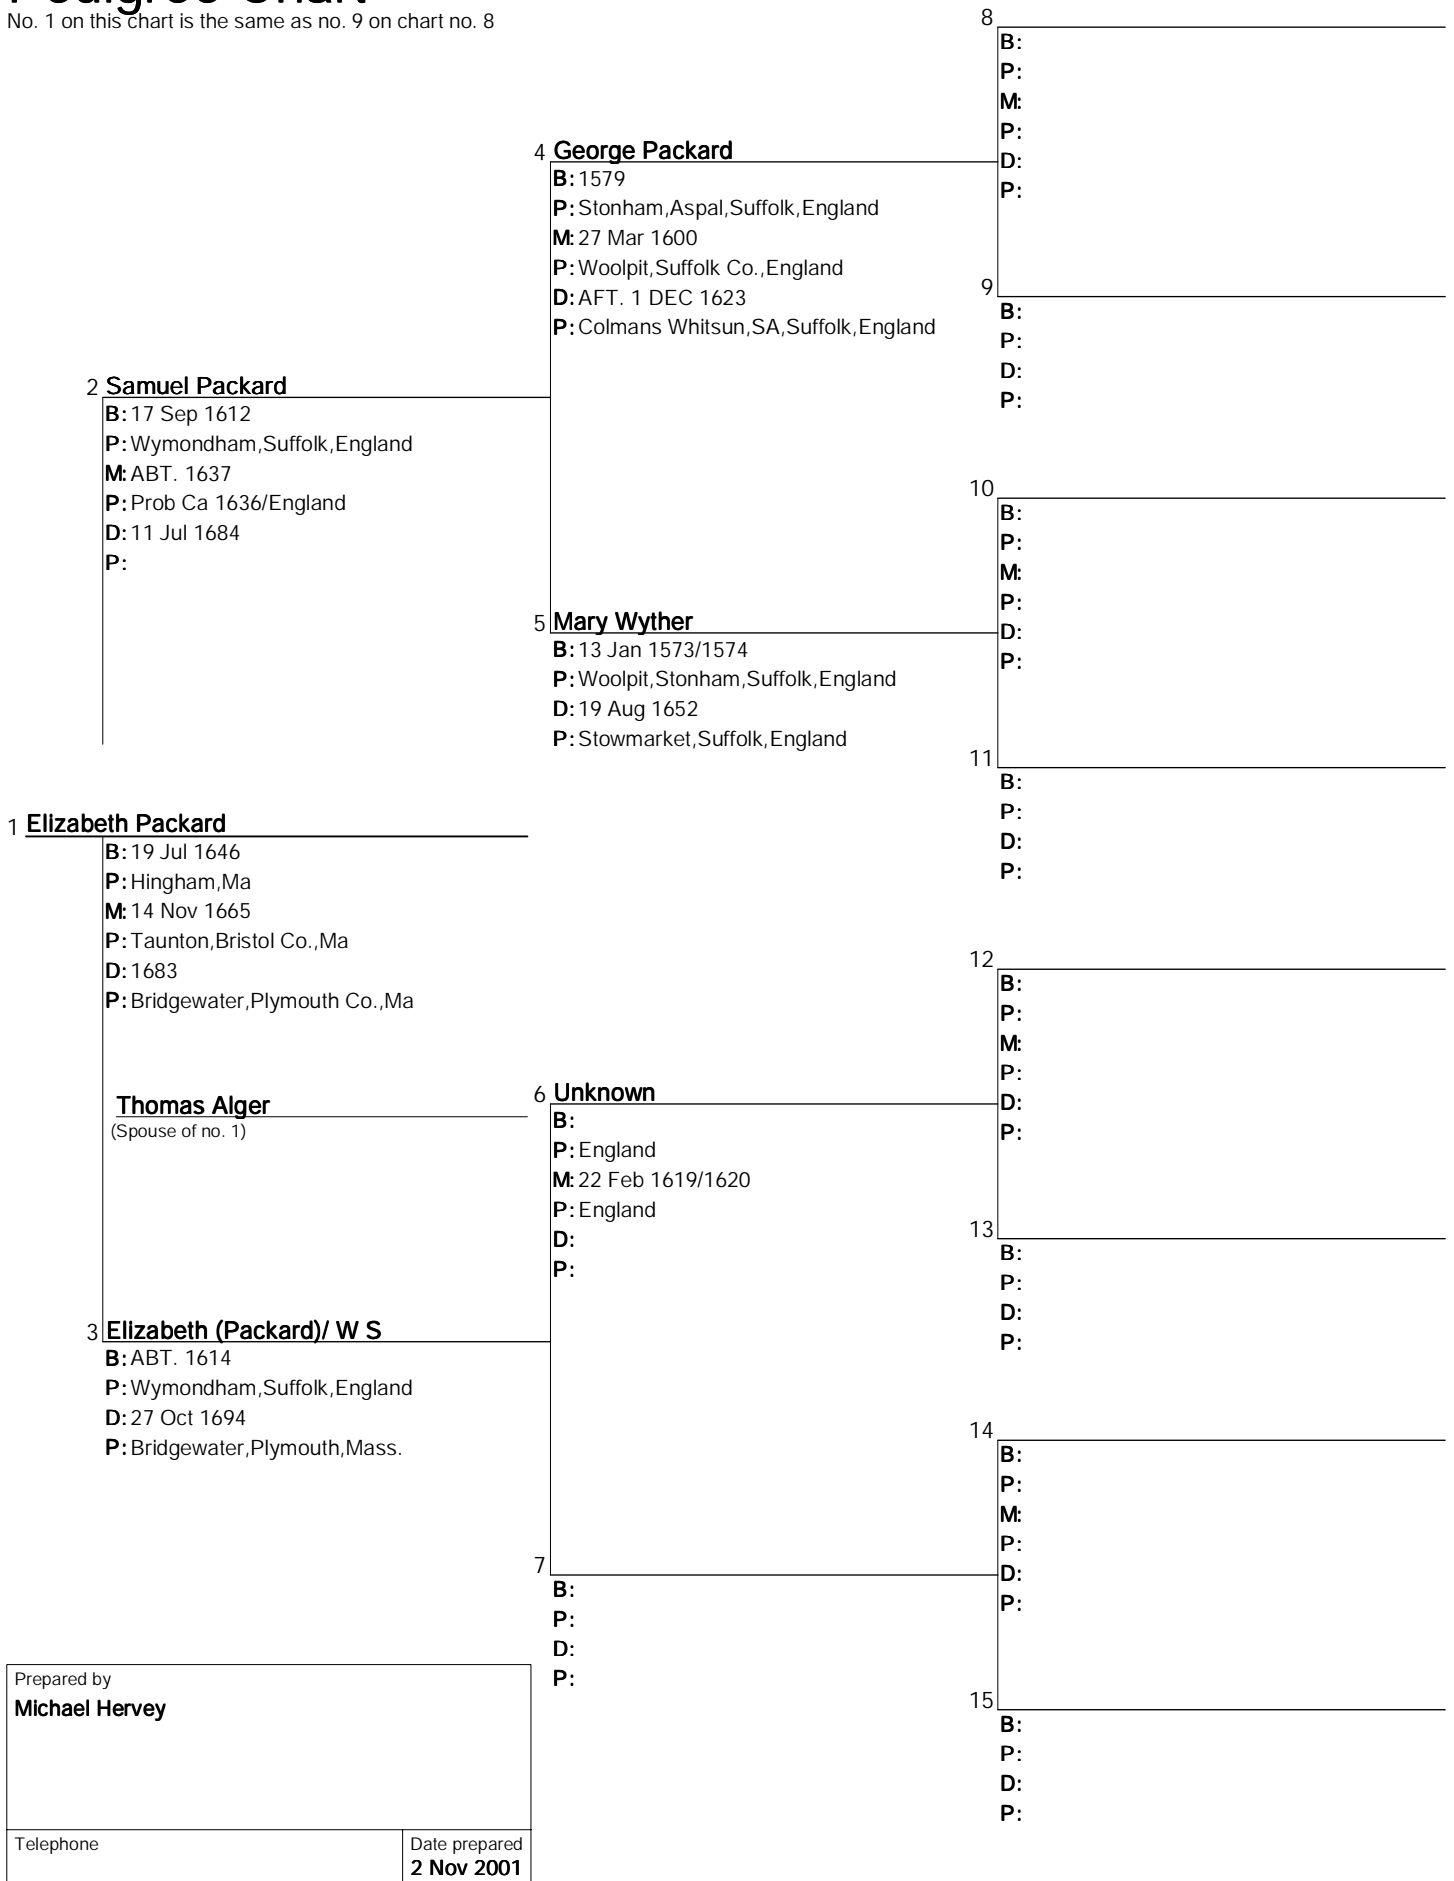 Pedigree Chart
No. 1 on this chart is the same as no. 9 on chart no. 8
8
B:
P:
M:
P:
D:
P:
4 George Packard
B: 1579
P: Stonham,Aspal,Suffolk,England
M: 27 Mar 1600
P: Woolpit,Suffolk Co.,England
D: AFT. 1 DEC 1623
P: Colmans Whitsun,SA,Suffolk,England
9
B:
P:
D:
P:
2 Samuel Packard
B: 17 Sep 1612
P: Wymondham,Suffolk,England
M: ABT. 1637
P: Prob Ca 1636/England
D: 11 Jul 1684
P:
10
B:
P:
M:
P:
D:
P:
5 Mary Wyther
B: 13 Jan 1573/1574
P: Woolpit,Stonham,Suffolk,England
D: 19 Aug 1652
P: Stowmarket,Suffolk,England
11
B:
P:
D:
P:
1 Elizabeth Packard
B: 19 Jul 1646
P: Hingham,Ma
M: 14 Nov 1665
P: Taunton,Bristol Co.,Ma
D: 1683
P: Bridgewater,Plymouth Co.,Ma
Thomas Alger
(Spouse of no. 1)
12
B:
P:
M:
P:
D:
P:
6 Unknown
B:
P: England
M: 22 Feb 1619/1620
P: England
D:
P:
13
B:
P:
D:
P:
3 Elizabeth (Packard)/ W S
B: ABT. 1614
P: Wymondham,Suffolk,England
D: 27 Oct 1694
P: Bridgewater,Plymouth,Mass.
14
B:
P:
M:
P:
D:
P:
7
B:
P:
D:
P:
15
B:
P:
D:
P:
Prepared by
Michael Hervey
Telephone
Date prepared
2 Nov 2001